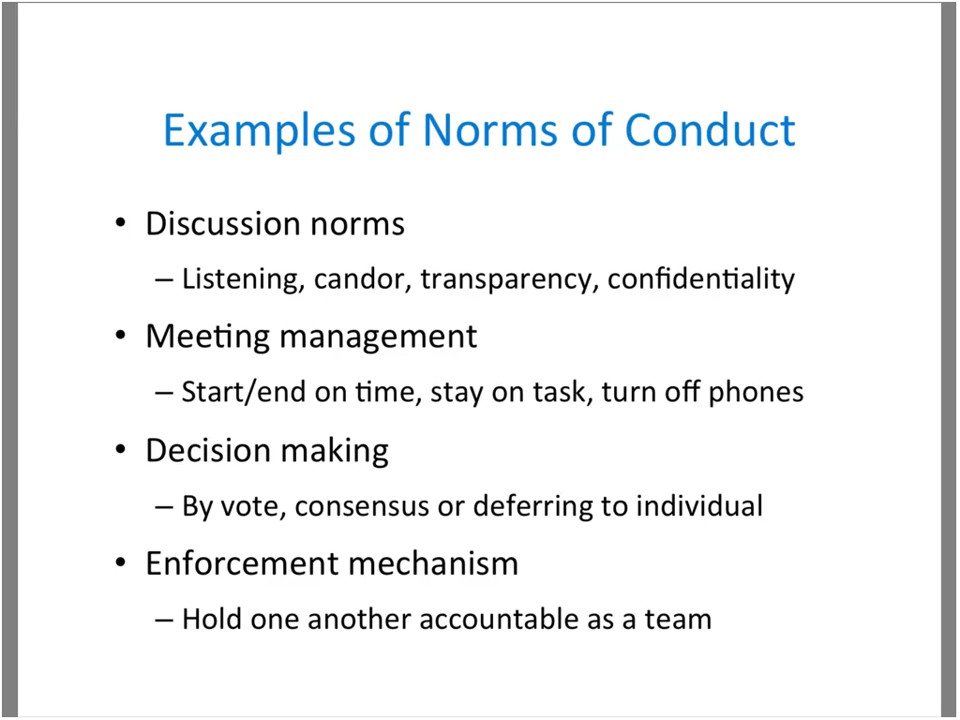 Examples of Norms of Conduct
• Discussion norms
– Listening, candor, transparency, confidentiality
• Meeting management
– Start/end on time, stay on task, turn off phones
• Decision making
– By vote, consensus or deferring to individual
• Enforcement mechanism
– Hold one another accountable as a team